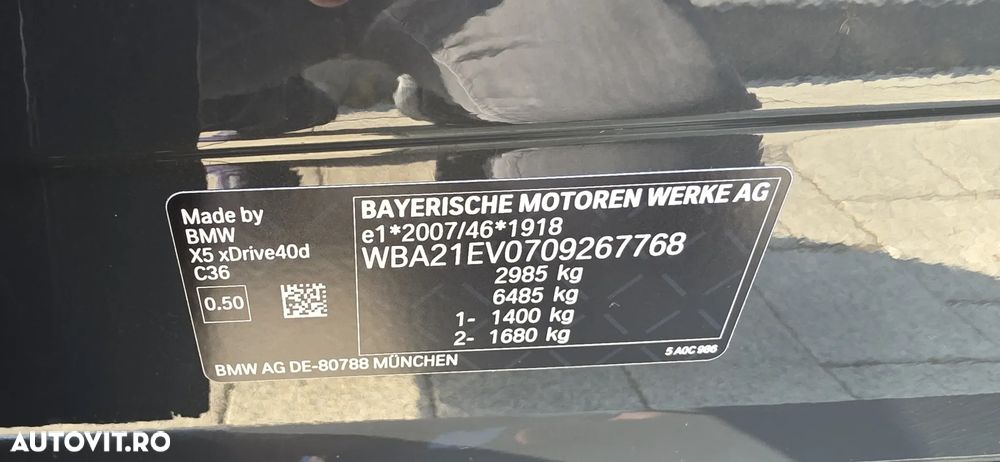 Made by
BMW
X5 xDrive40d
C36
0.50
BAYERISCHE MOTOREN WERKE AG
e1*2007/46*1918
WBA21EV0709267768
2985 kg
6485 kg
1- 1400 kg
2- 1680 kg
BMW AG DE-80788 MÜNCHEN
5 A0C 986
AUTOVIT.RO